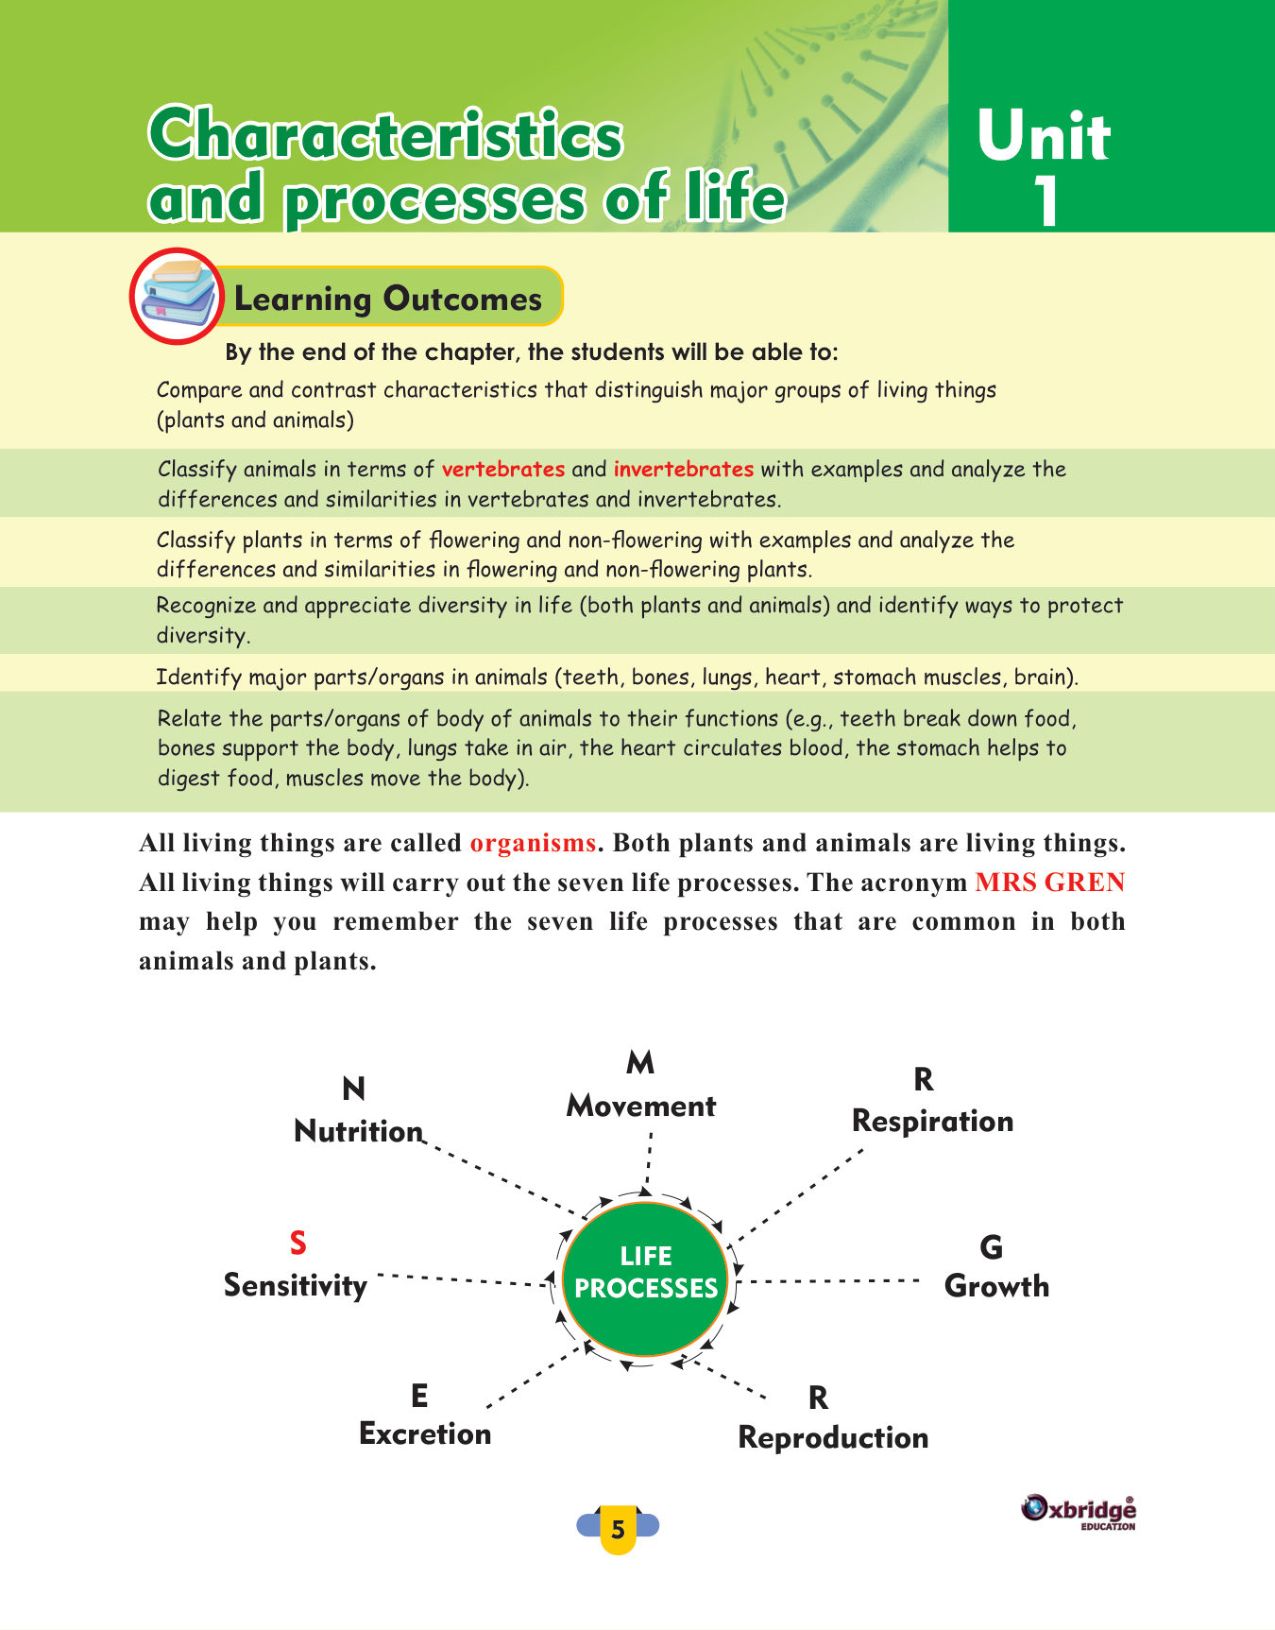 Characteristics
and processes of life
Unit
1
Learning Outcomes
By the end of the chapter, the students will be able to:
Compare and contrast characteristics that distinguish major groups of living things
(plants and animals)
Classify animals in terms of vertebrates and invertebrates with examples and analyze the
differences and similarities in vertebrates and invertebrates.
Classify plants in terms of flowering and non-flowering with examples and analyze the
differences and similarities in flowering and non-flowering plants.
Recognize and appreciate diversity in life (both plants and animals) and identify ways to protect
diversity.
Identify major parts/organs in animals (teeth, bones, lungs, heart, stomach muscles, brain).
Relate the parts/organs of body of animals to their functions (e.g., teeth break down food,
bones support the body, lungs take in air, the heart circulates blood, the stomach helps to
digest food, muscles move the body).
All living things are called organisms. Both plants and animals are living things.
All living things will carry out the seven life processes. The acronym MRS GREN
may help you remember the seven life processes that are common in both
animals and plants.
M
Movement
N
Nutrition
R
Respiration
S
Sensitivity
LIFE
PROCESSES
G
Growth
E
Excretion
R
Reproduction
5
Oxbridge®
EDUCATION